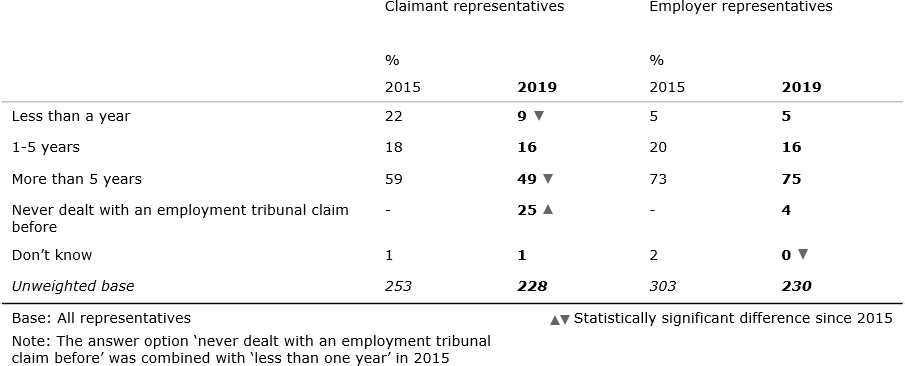 Claimant representatives Employer representatives
% %
2015 2019 2015 2019
Less than a year 22 9 ▼ 5 5
1-5 years 18 16 20 16
More than 5 years 59 49 ▼ 73 75
Never dealt with an employment tribunal claim
before - 25 ▲ - 4
Don’t know 1 1 2 0 ▼
Unweighted base 253 228 303 230
Base: All representatives ▲▼ Statistically significant difference since 2015
Note: The answer option ‘never dealt with an employment tribunal
claim before’ was combined with ‘less than one year’ in 2015